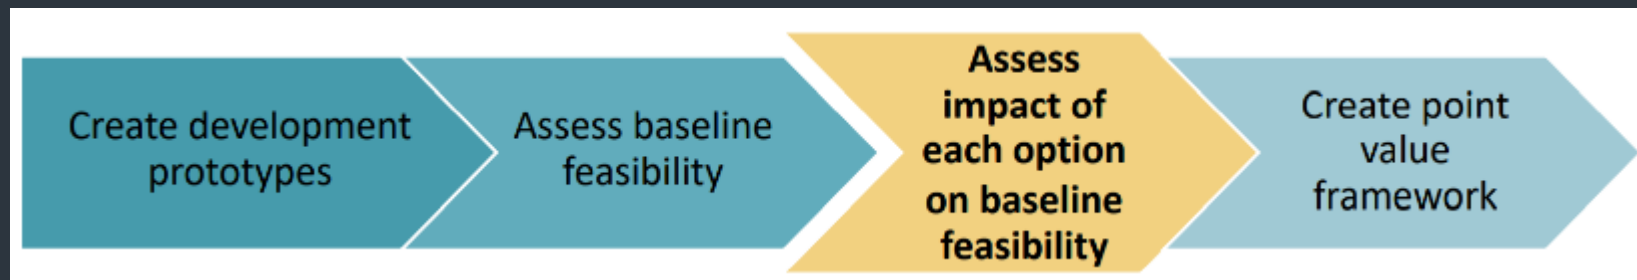 Create development
prototypes
Assess baseline
feasibility
Assess
impact of
each option
on baseline
feasibility
Create point
value
framework